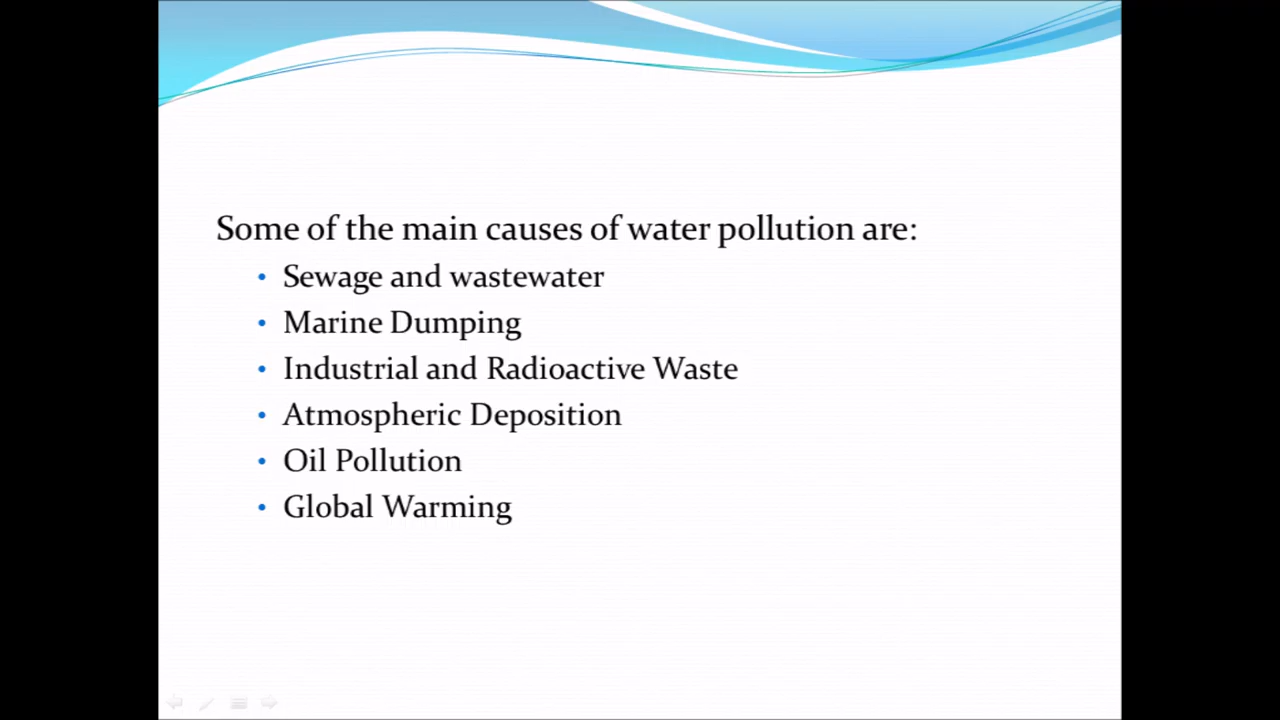 Some of the main causes of water pollution are:
• Sewage and wastewater
• Marine Dumping
• Industrial and Radioactive Waste
• Atmospheric Deposition
• Oil Pollution
• Global Warming